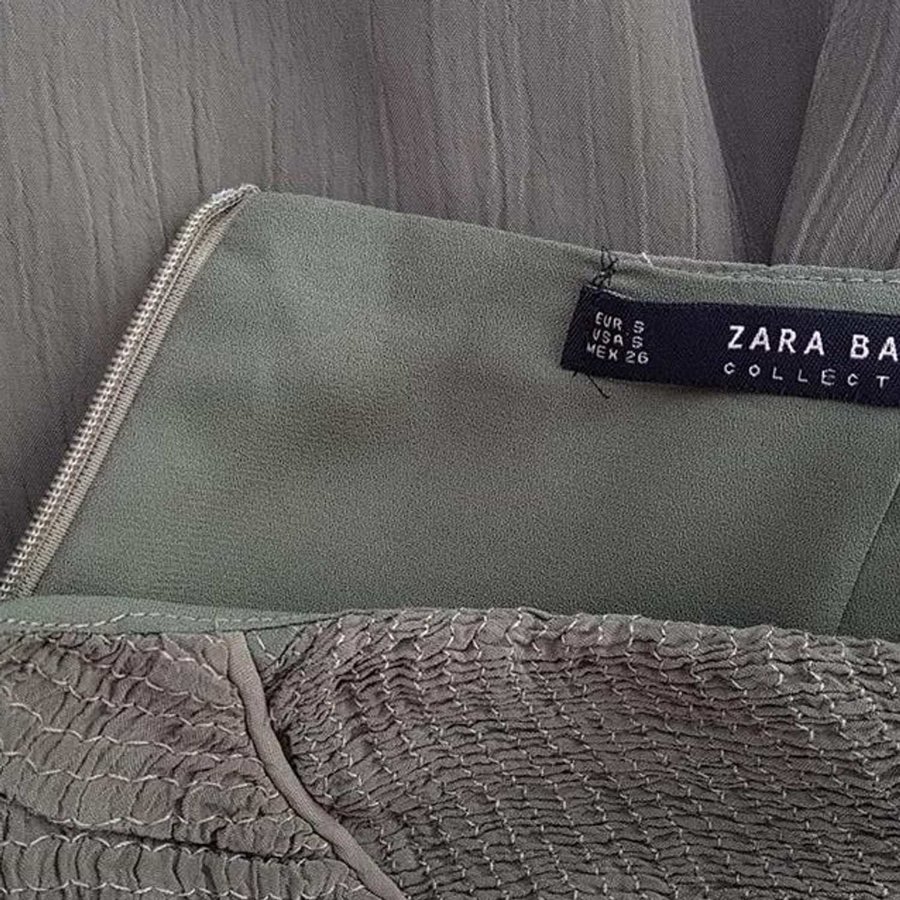 EUR S
USA S
MEX 26
ZARA BA
COLLECT